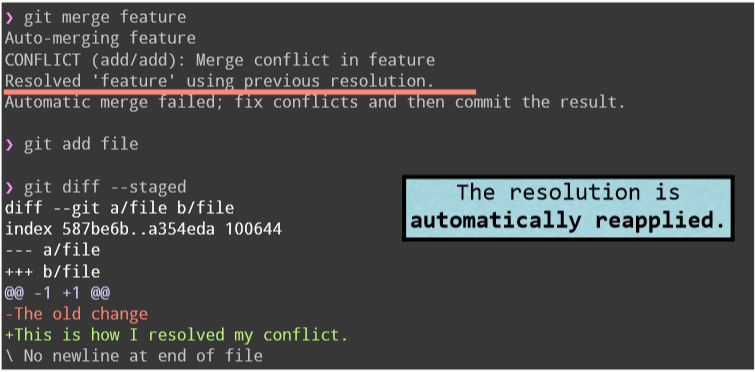 ❯ git merge feature
Auto-merging feature
CONFLICT (add/add): Merge conflict in feature
Resolved 'feature' using previous resolution.
Automatic merge failed; fix conflicts and then commit the result.
❯ git add file
❯ git diff --staged
diff --git a/file b/file
index 587be6b..a354eda 100644
--- a/file
+++ b/file
@@ -1 +1 @@
-The old change
+This is how I resolved my conflict.
\ No newline at end of file
The resolution is
automatically reapplied.